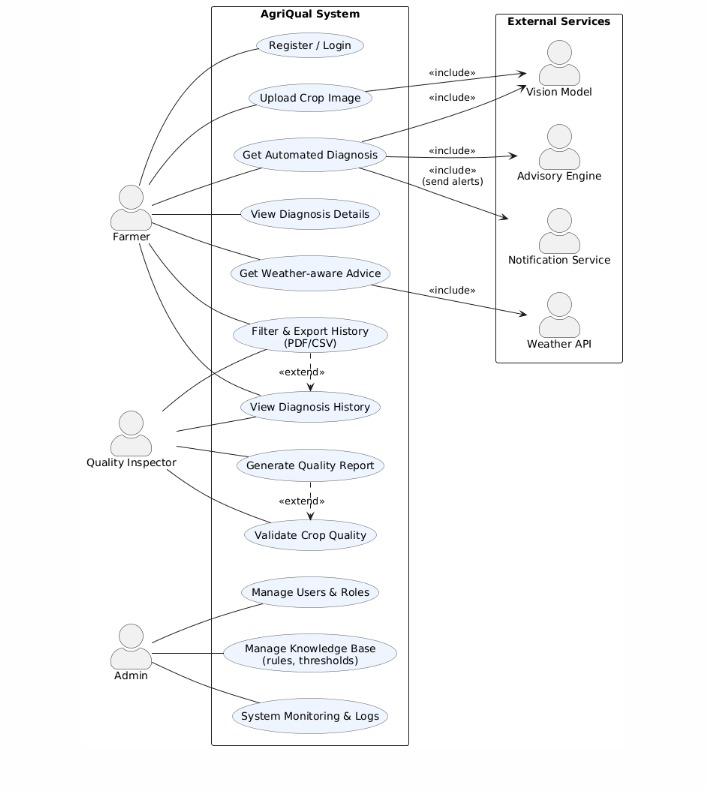 AgriQual System
External Services
Register / Login
Upload Crop Image
«include»
Vision Model
«include»
Get Automated Diagnosis
«include»
Advisory Engine
«include»
(send alerts)
View Diagnosis Details
Farmer
Notification Service
Get Weather-aware Advice
«include»
Weather API
Filter & Export History
(PDF/CSV)
«extend»
View Diagnosis History
Quality Inspector
Generate Quality Report
«extend»
Validate Crop Quality
Manage Users & Roles
Manage Knowledge Base
(rules, thresholds)
Admin
System Monitoring & Logs